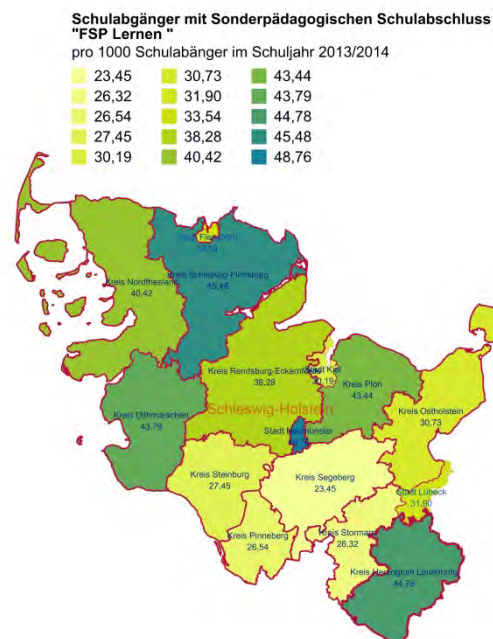 Schulabgänger mit Sonderpädagogischen Schulabschluss
"FSP Lernen "
pro 1000 Schulabänger im Schuljahr 2013/2014
23,45 30,73 43,44
26,32 31,90 43,79
26,54 33,54 44,78
27,45 38,28 45,48
30,19 40,42 48,76
Stadt Flensburg
Kreis Schleswig-Flensburg
45,48
Kreis Nordfriesland
40,42
Kreis Rendsburg-Eckernförde
38,28
Stadt Kiel
30,19
Kreis Plön
43,44
Kreis Ostholstein
30,73
Schleswig-Holstein
Kreis Dithmarschen
43,79
Stadt Neumünster
Kreis Steinburg
27,45
Kreis Segeberg
23,45
Stadt Lübeck
31,90
Kreis Pinneberg
26,54
Kreis Stormarn
26,32
Kreis Herzogtum Lauenburg
44,78